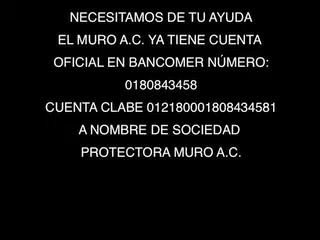 NECESITAMOS DE TU AYUDA
EL MURO A.C. YA TIENE CUENTA
OFICIAL EN BANCOMER NÚMERO:
0180843458
CUENTA CLABE 012180001808434581
A NOMBRE DE SOCIEDAD
PROTECTORA MURO A.C.